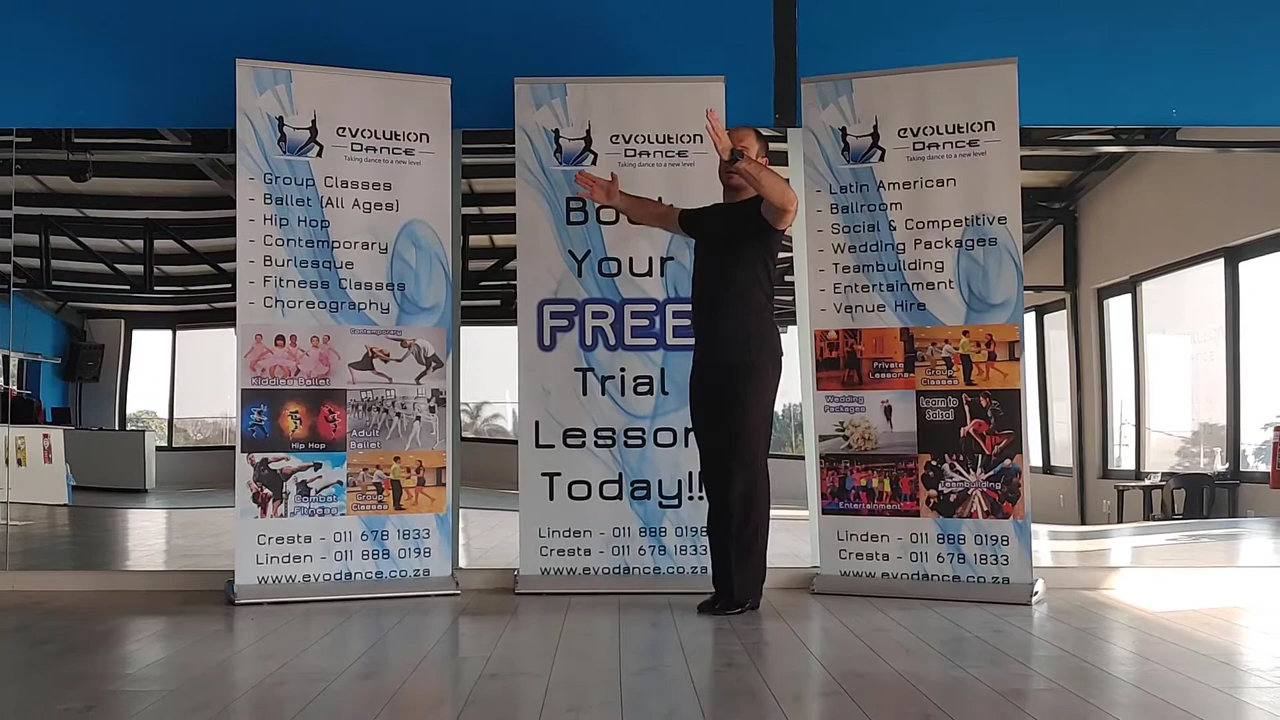 evolution
Dance
Taking dance to a new level
- Group Classes
- Ballet (All Ages)
- Hip Hop
- Contemporary
- Burlesque
- Fitness Classes
- Choreography
Contemporary
Kiddies Ballet
Hip Hop
Adult
Ballet
Combat
Fitness
Group
Classes
Cresta - 011 678 1833
Linden - 011 888 0198
www.evodance.co.za
evolution
Dance
Taking dance to a new level
Your
FREE
Trial
Lesson
Today!!
Linden - 011 888 0198
Cresta - 011 678 1833
www.evodance.co.za
evolution
Dance
Taking dance to a new level
- Latin American
- Ballroom
- Social & Competitive
- Wedding Packages
- Teambuilding
- Entertainment
- Venue Hire
Private
Lessons
Group
Classes
Wedding
Packages
Learn to
Salsa!
Entertainment
Teambuilding
Linden - 011 888 0198
Cresta - 011 678 1833
www.evodance.co.za